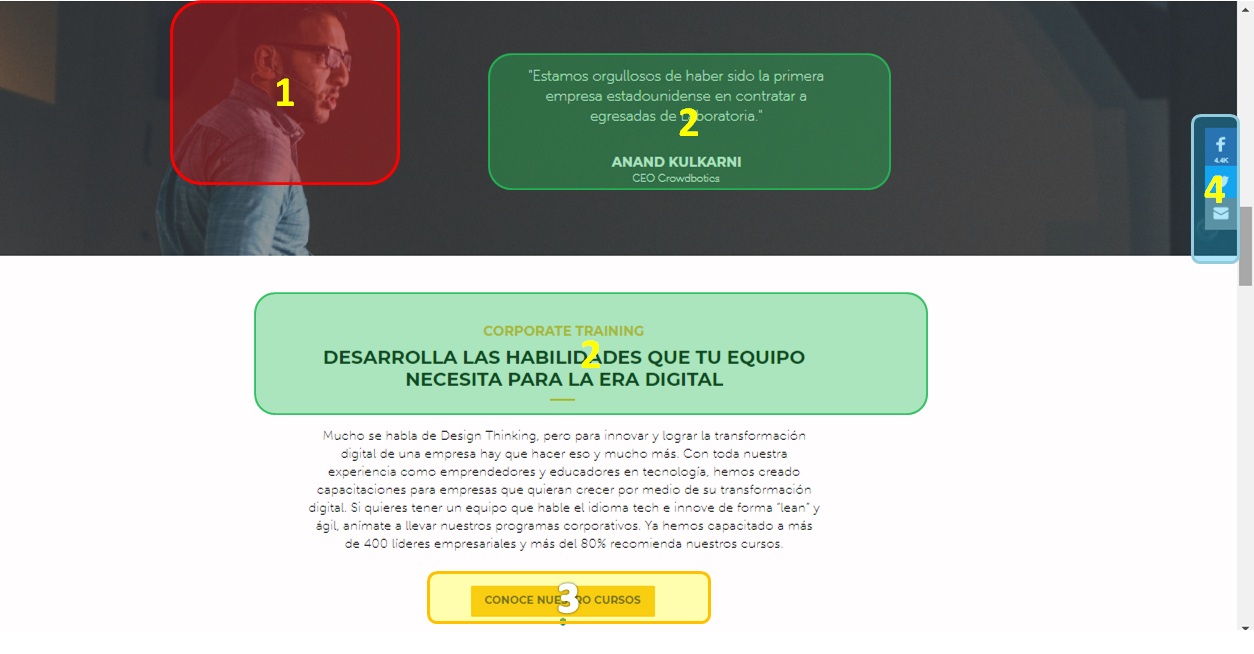 1
"Estamos orgullosos de haber sido la primera
empresa estadounidense en contratar a
egresadas de Laboratoria."
2
ANAND KULKARNI
CEO Crowdbotics
4.4K
4
CORPORATE TRAINING
2
DESARROLLA LAS HABILIDADES QUE TU EQUIPO
NECESITA PARA LA ERA DIGITAL
Mucho se habla de Design Thinking, pero para innovar y lograr la transformación
digital de una empresa hay que hacer eso y mucho más. Con toda nuestra
experiencia como emprendedores y educadores en tecnología, hemos creado
capacitaciones para empresas que quieran crecer por medio de su transformación
digital. Si quieres tener un equipo que hable el idioma tech e innove de forma “lean” y
ágil, anímate a llevar nuestros programas corporativos. Ya hemos capacitado a más
de 400 líderes empresariales y más del 80% recomienda nuestros cursos.
CONOCE NUESTRO CURSOS
3